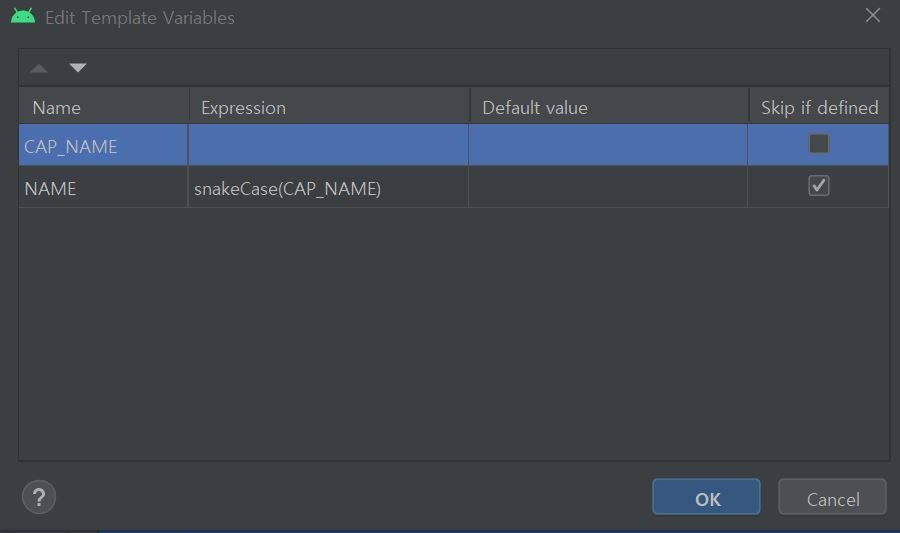 Edit Template Variables
Name Expression Default value Skip if defined
CAP_NAME
NAME snakeCase(CAP_NAME)
? OK Cancel